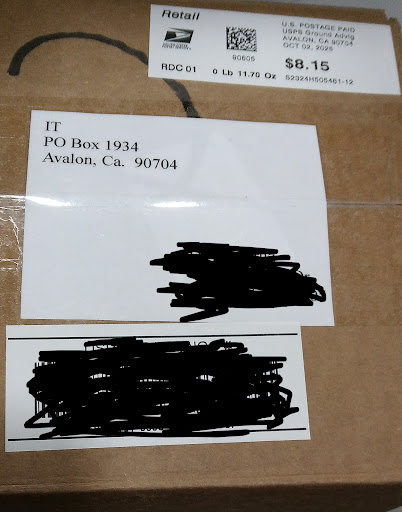 Retail
U.S. POSTAGE PAID
USPS Ground Advtg
AVALON, CA 90704
OCT 02, 2025
90605
$8.15
RDC 01 0 Lb 11.70 Oz
S2324H505461-12
IT
PO Box 1934
Avalon, Ca. 90704